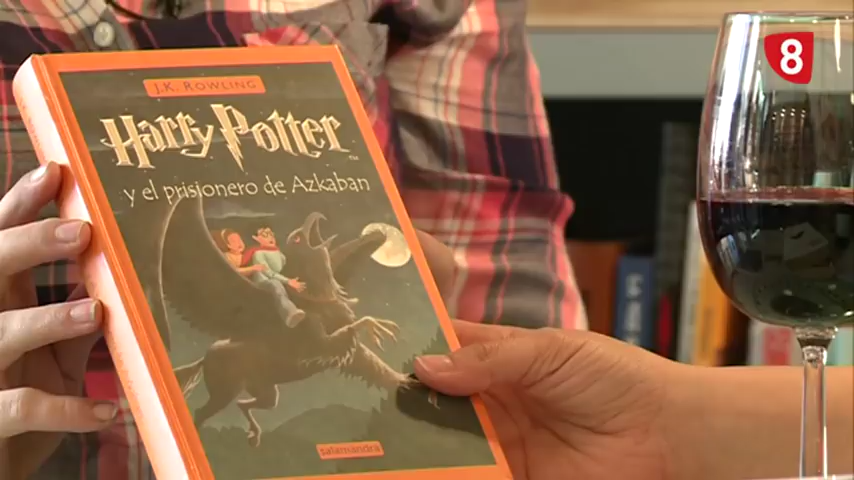 J.K. ROWLING
Harry Potter
y el prisionero de Azkaban
salamandra
8